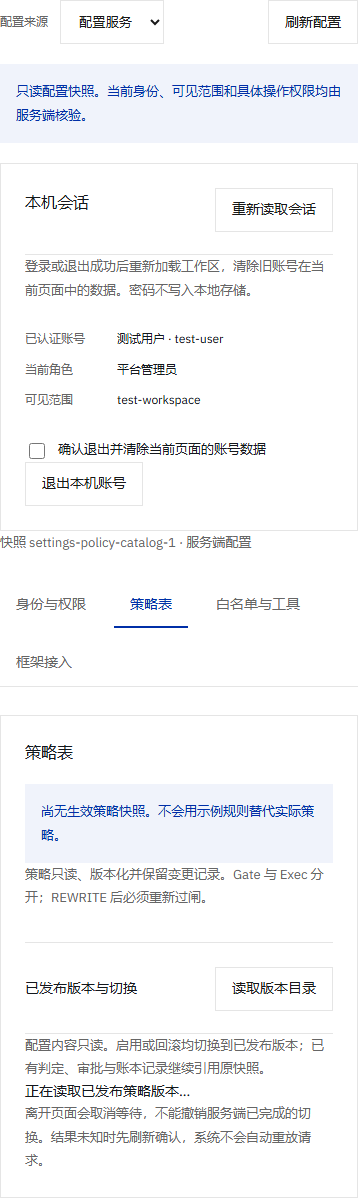 配置来源 配置服务 刷新配置
只读配置快照。当前身份、可见范围和具体操作权限均由
服务端核验。
本机会话 重新读取会话
登录或退出成功后重新加载工作区，清除旧账号在当
前页面中的数据。密码不写入本地存储。
已认证账号 测试用户 · test-user
当前角色 平台管理员
可见范围 test-workspace
确认退出并清除当前页面的账号数据
退出本机账号
快照 settings-policy-catalog-1 · 服务端配置
身份与权限 策略表 白名单与工具
框架接入
策略表
尚无生效策略快照。不会用示例规则替代实际策
略。
策略只读、版本化并保留变更记录。Gate 与 Exec 分
开；REWRITE 后必须重新过闸。
已发布版本与切换 读取版本目录
配置内容只读。启用或回滚均切换到已发布版本；已
有判定、审批与账本记录继续引用原快照。
正在读取已发布策略版本...
离开页面会取消等待，不能撤销服务端已完成的切
换。结果未知时先刷新确认，系统不会自动重放请
求。